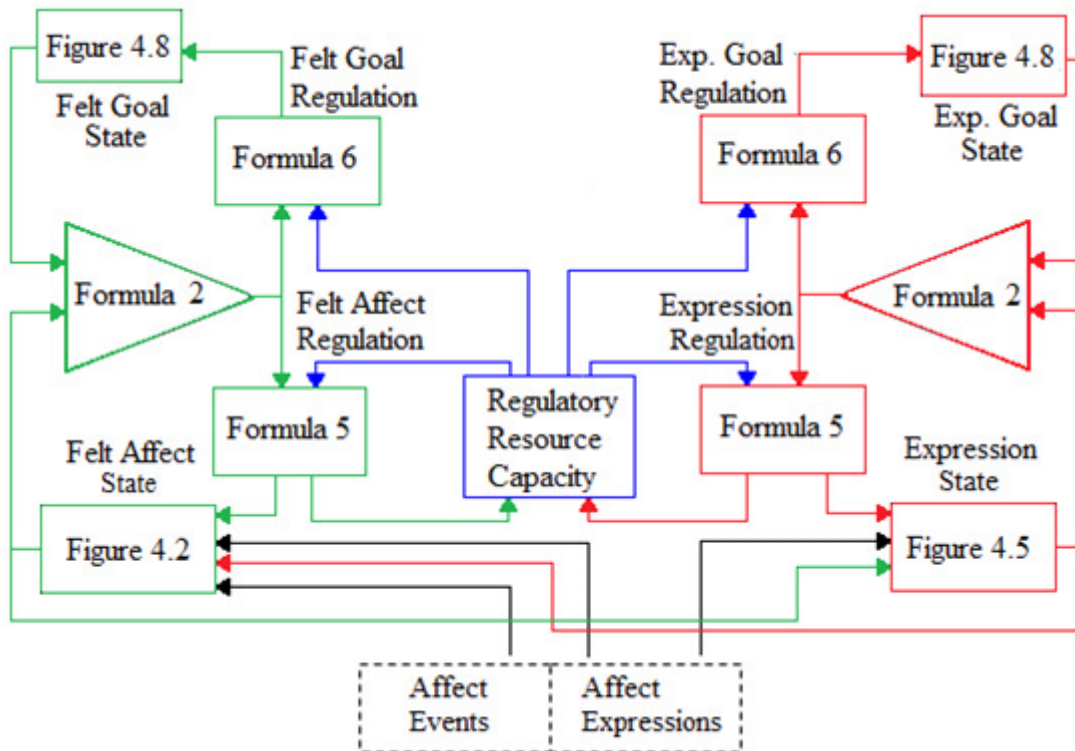 Figure 4.8
Felt Goal
State
Felt Goal
Regulation
Exp. Goal
Regulation
Figure 4.8
Exp. Goal
State
Formula 6
Formula 6
Formula 2
Felt Affect
Regulation
Expression
Regulation
Formula 2
Formula 5
Regulatory
Resource
Capacity
Formula 5
Felt Affect
State
Expression
State
Figure 4.2
Figure 4.5
Affect
Events
Affect
Expressions